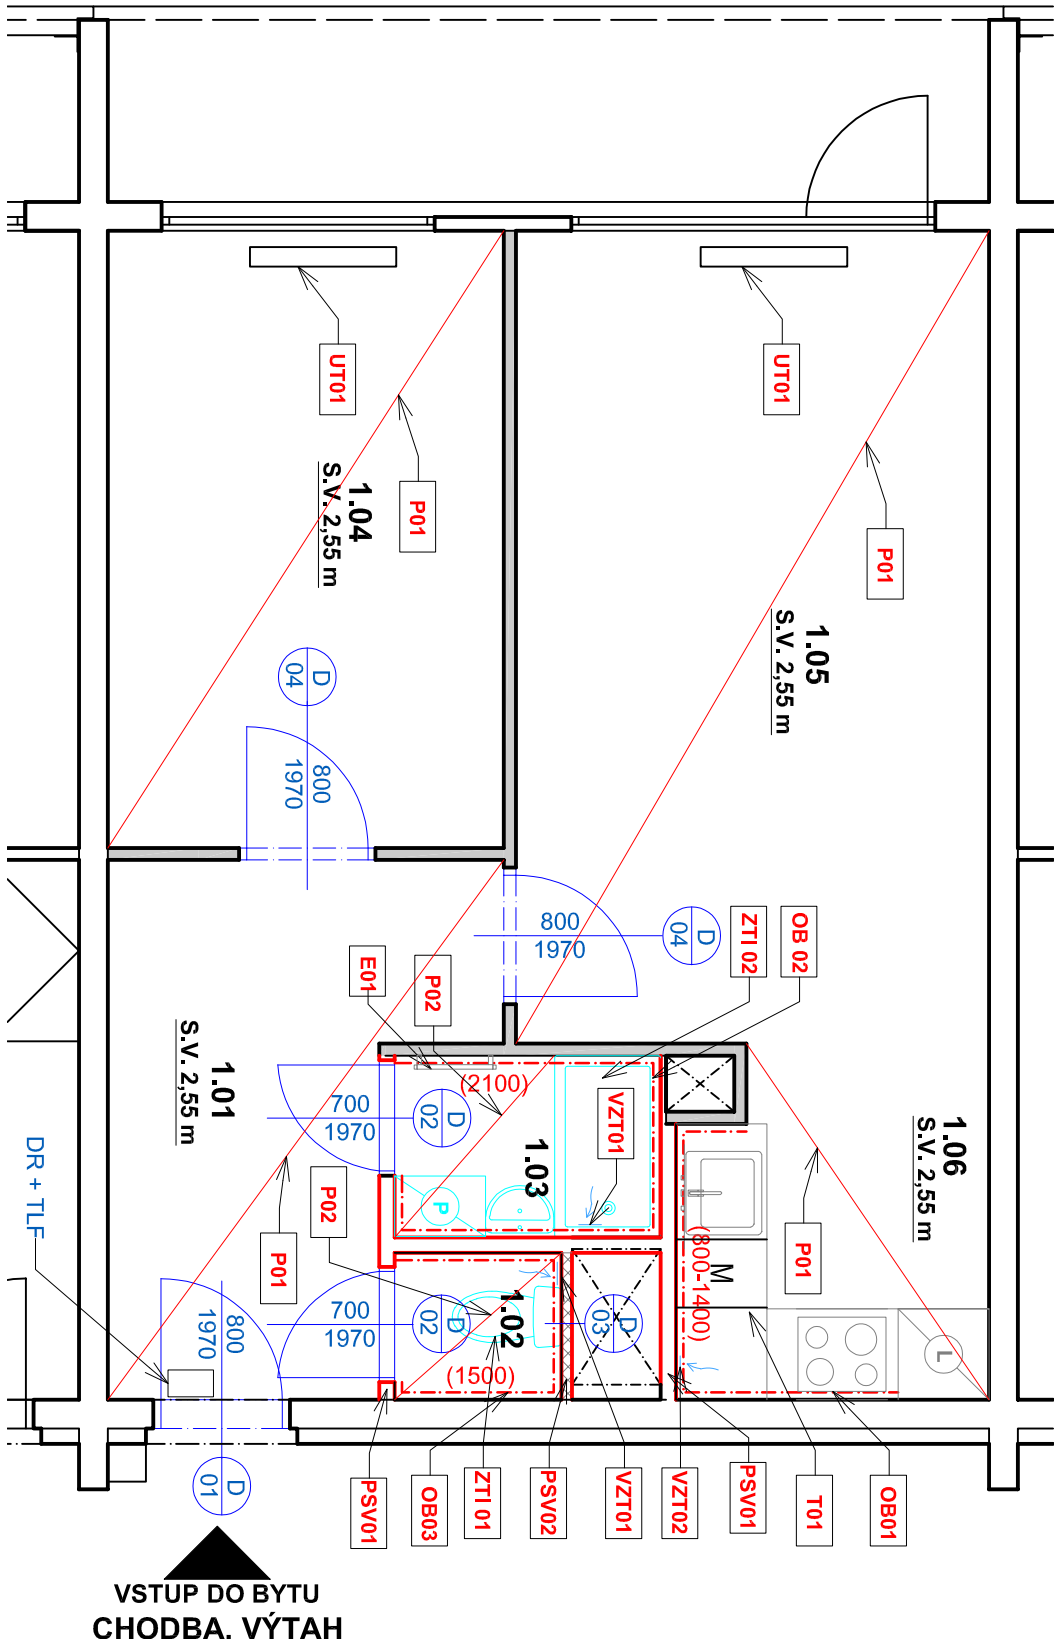 UT01
UT01
P01
1.04
S.V. 2,55 m
P01
1.05
S.V. 2,55 m
D
04
800
1970
800
1970
D
04
ZTI 02
OB 02
E01
P02
1.01
S.V. 2,55 m
(2100)
VZT01
700
1970
D
02
1.03
1.06
S.V. 2,55 m
DR + TLF
P02
P
P01
(800-1400)
M
P01
800
1970
700
1970
D
02
1.02
D
03
(1500)
L
D
01
PSV01
OB03
ZTI 01
PSV02
VZT01
VZT02
PSV01
T01
OB01
VSTUP DO BYTU
CHODBA, VÝTAH